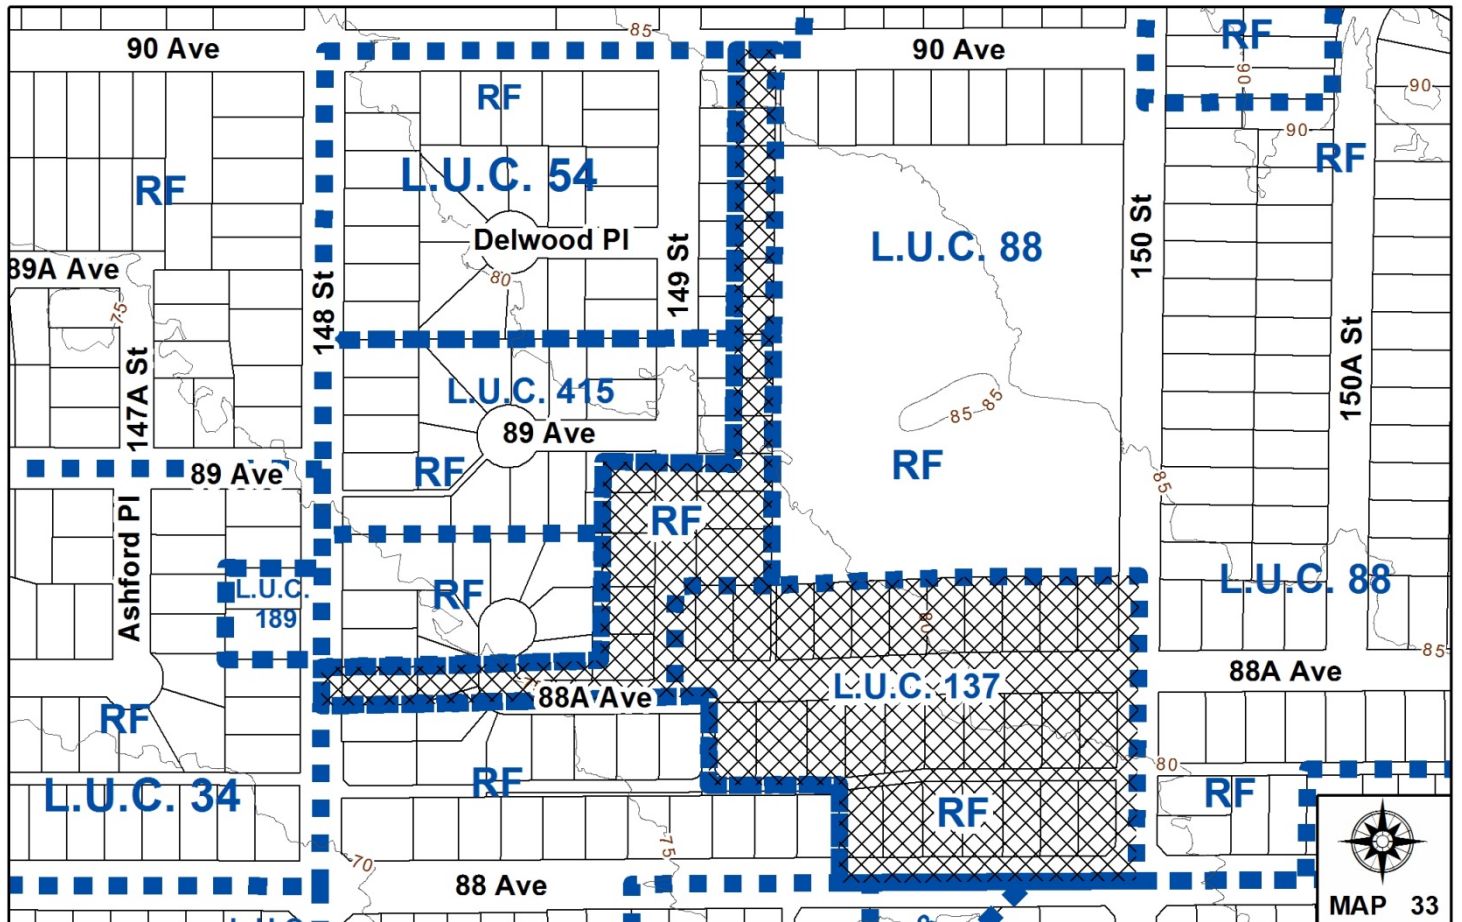 85
90 Ave
90 Ave
RF
RF
90
90
90
RF
RF
RF
L.U.C. 54
L.U.C. 88
Delwood Pl
89A Ave
80
75
148 St
149 St
150 St
147A St
150A St
L.U.C. 415
85 85
89 Ave
89 Ave
RF
RF
85
RF
Ashford Pl
L.U.C.
189
RF
L.U.C. 88
80
85
88A Ave
88A Ave
L.U.C. 137
RF
80
RF
RF
RF
L.U.C. 34
75
70
88 Ave
MAP 33